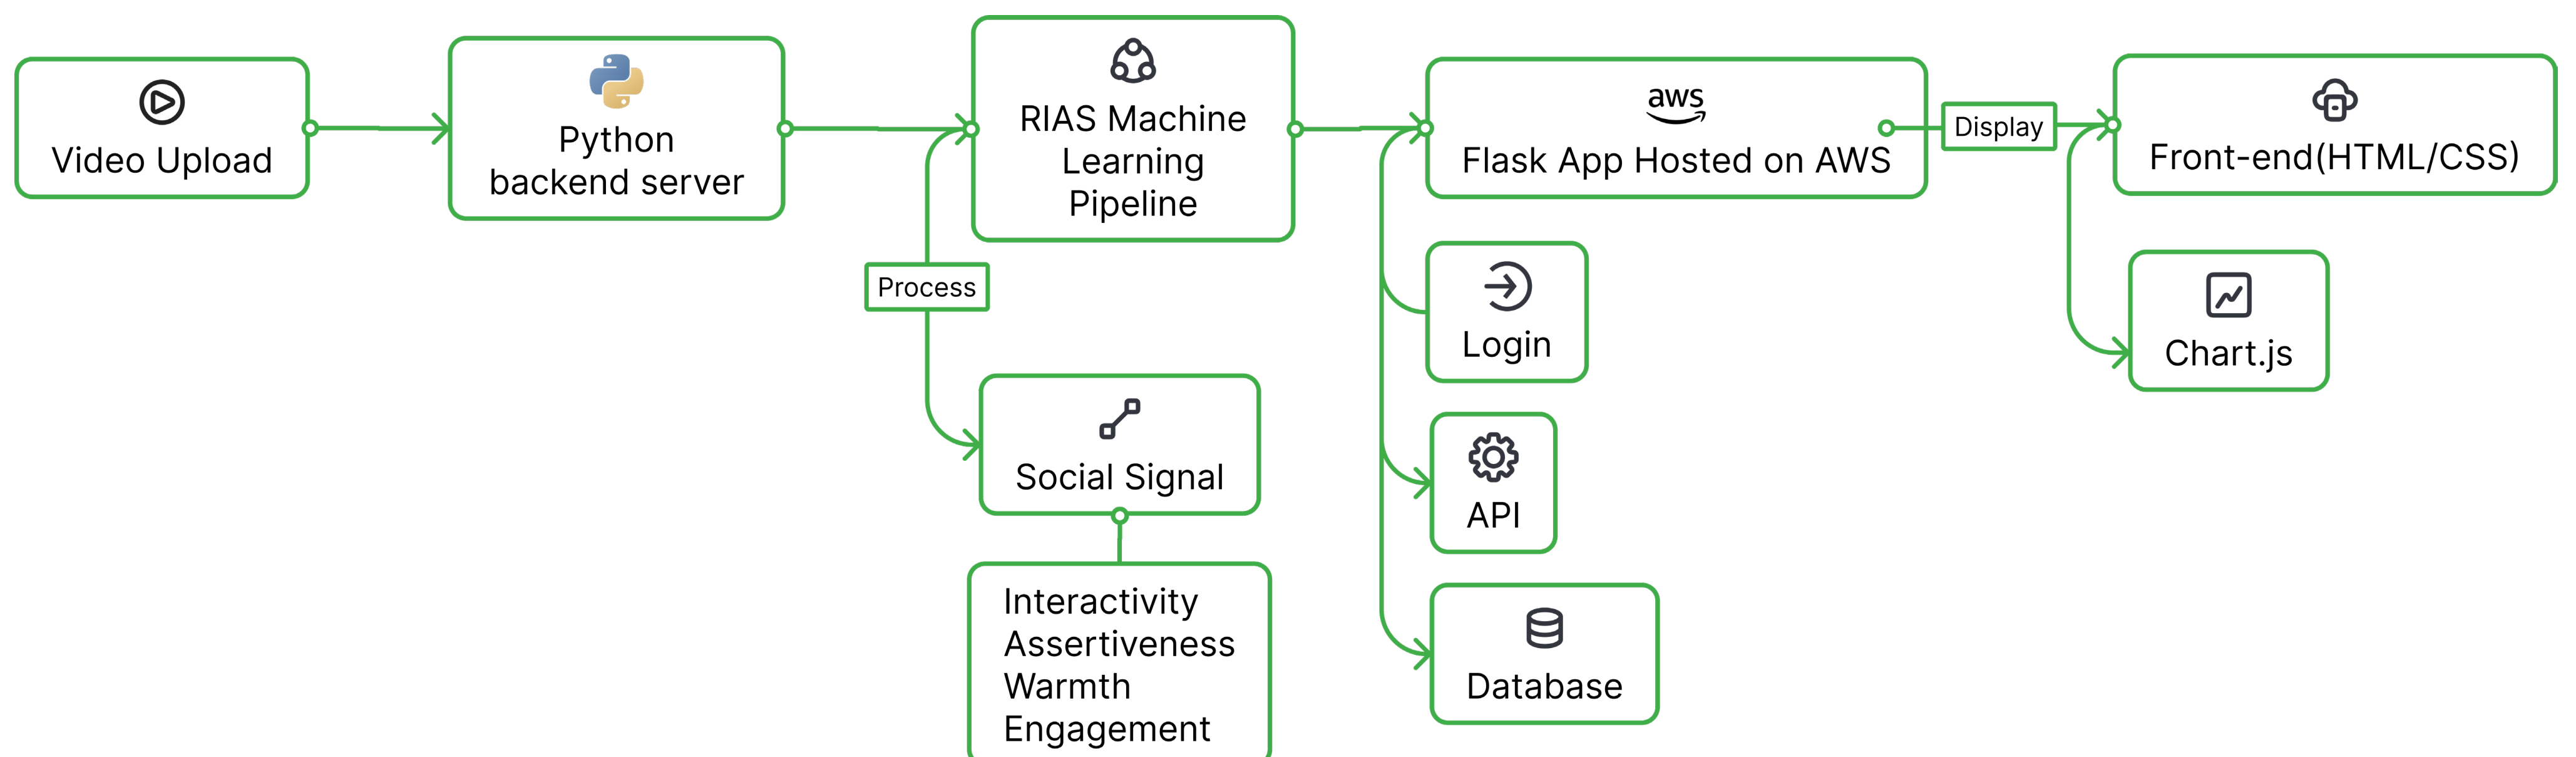 Video Upload
Python
backend server
RIAS Machine
Learning
Pipeline
aws
Flask App Hosted on AWS
Display
Front-end(HTML/CSS)
Process
Login
Chart.js
Social Signal
API
Interactivity
Assertiveness
Warmth
Engagement
Database